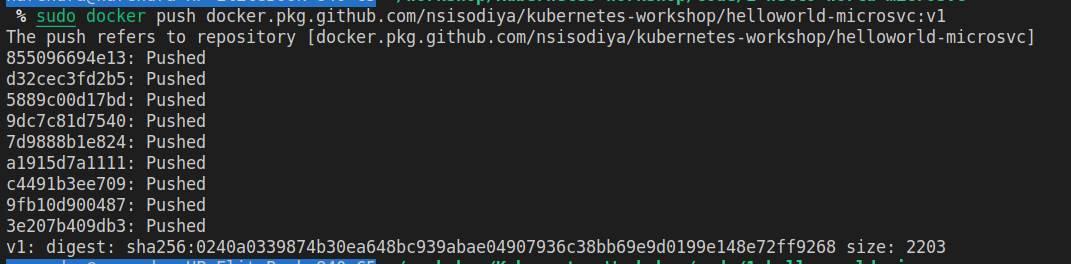 % sudo docker push docker.pkg.github.com/nsisodiya/kubernetes-workshop/helloworld-microsvc:v1
The push refers to repository [docker.pkg.github.com/nsisodiya/kubernetes-workshop/helloworld-microsvc]
855096694e13: Pushed
d32cec3fd2b5: Pushed
5889c00d17bd: Pushed
9dc7c81d7540: Pushed
7d9888b1e824: Pushed
a1915d7a1111: Pushed
c4491b3ee709: Pushed
9fb10d900487: Pushed
3e207b409db3: Pushed
v1: digest: sha256:0240a0339874b30ea648bc939abae04907936c38bb69e9d0199e148e72ff9268 size: 2203